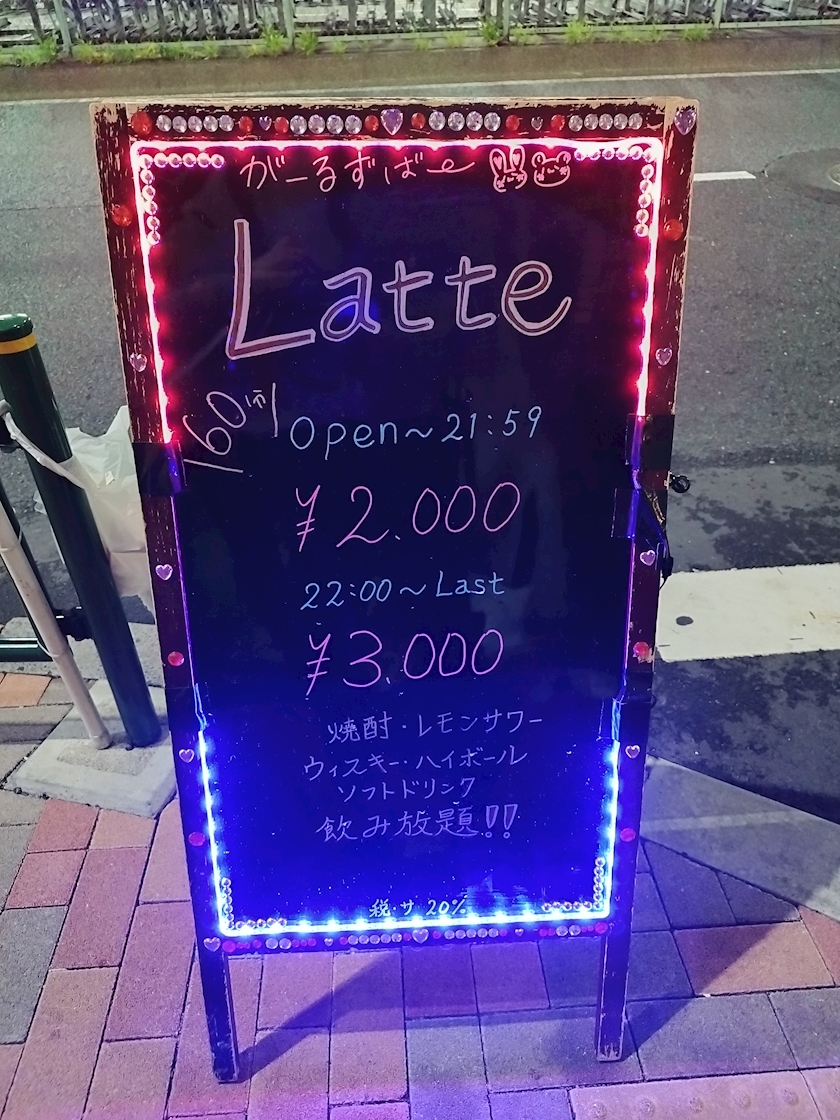 がーるずばー
Latte
60分
Open～21:59
¥2.000
22:00～Last
¥3.000
焼酎・レモンサワー
ウィスキー・ハイボール
ソフトドリンク
飲み放題!!
税・サ 20%